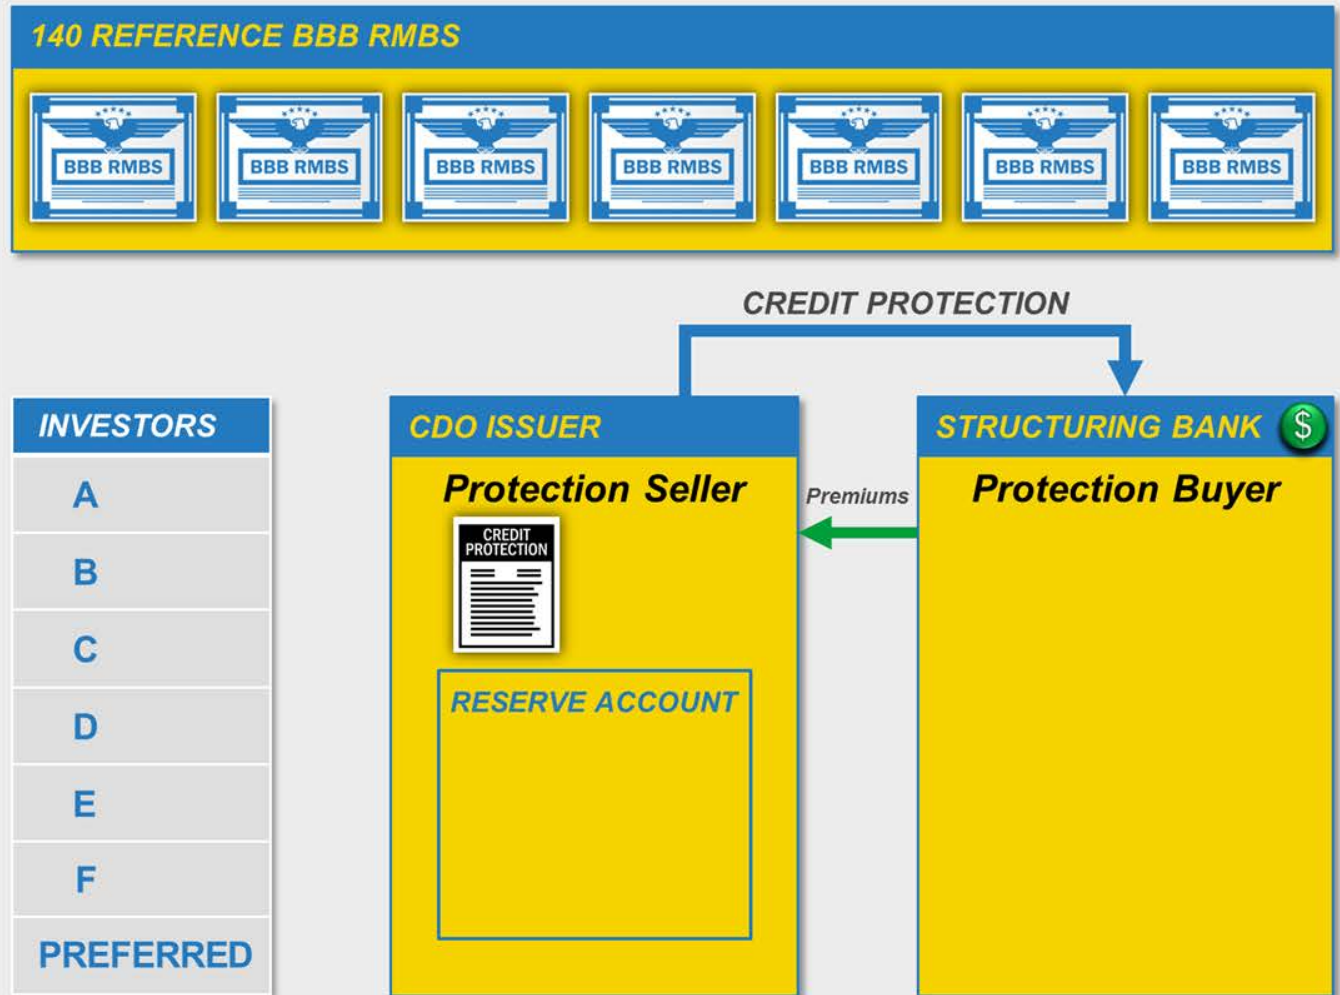 140 REFERENCE BBB RMBS
BBB RMBS
BBB RMBS
BBB RMBS
BBB RMBS
BBB RMBS
BBB RMBS
BBB RMBS
CREDIT PROTECTION
INVESTORS
A
B
C
D
E
F
PREFERRED
CDO ISSUER
Protection Seller
CREDIT
PROTECTION
RESERVE ACCOUNT
Premiums
STRUCTURING BANK $
Protection Buyer